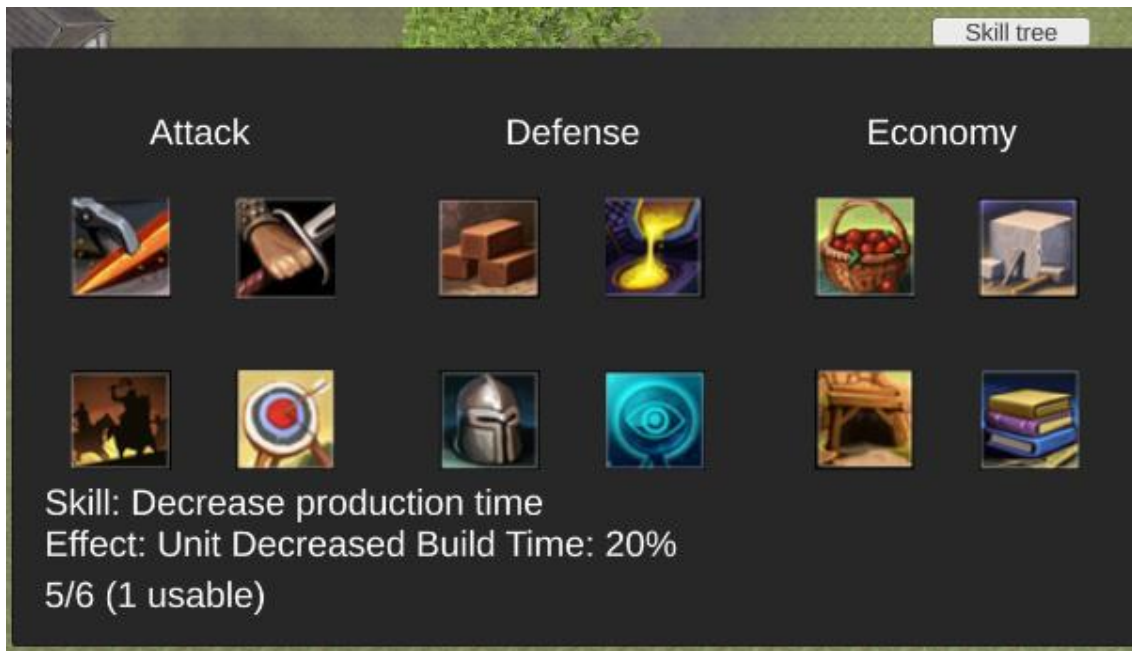 Skill tree
Attack
Defense
Economy
Skill: Decrease production time
Effect: Unit Decreased Build Time: 20%
5/6 (1 usable)